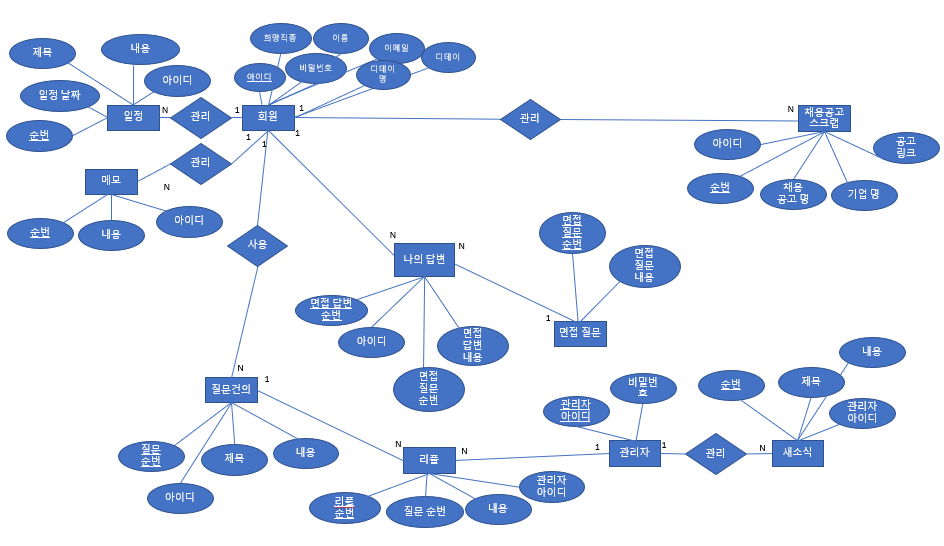 희망직종
이름
이메일
디데이
제목
내용
아이디
아이디
비밀번호
디데이
명
일정 날짜
순번
일정
N
관리
1
회원
1
1
1
1
관리
N
채용공고
스크랩
아이디
공고
링크
순번
채용
공고 명
기업 명
관리
N
메모
순번
내용
아이디
사용
N
나의 답변
N
면접
질문
순번
면접
질문
내용
면접 답변
순번
아이디
면접
답변
내용
면접
질문
순번
1
면접 질문
N
질문건의
1
질문
순번
제목
내용
아이디
N
리플
N
리플
순번
질문 순번
내용
관리자
아이디
관리자
아이디
비밀번
호
1
관리자
1
관리
N
새소식
순번
제목
내용
관리자
아이디